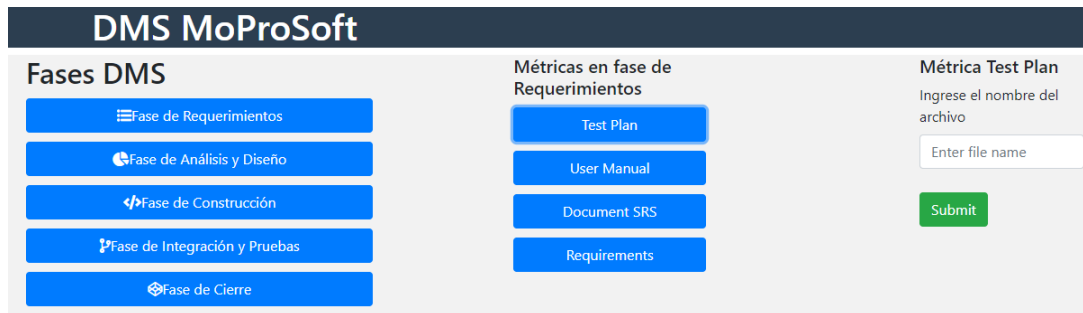 DMS MoProSoft
Fases DMS
Fase de Requerimientos
Fase de Análisis y Diseño
Fase de Construcción
Fase de Integración y Pruebas
Fase de Cierre
Métricas en fase de
Requerimientos
Test Plan
User Manual
Document SRS
Requirements
Métrica Test Plan
Ingrese el nombre del
archivo
Enter file name
Submit